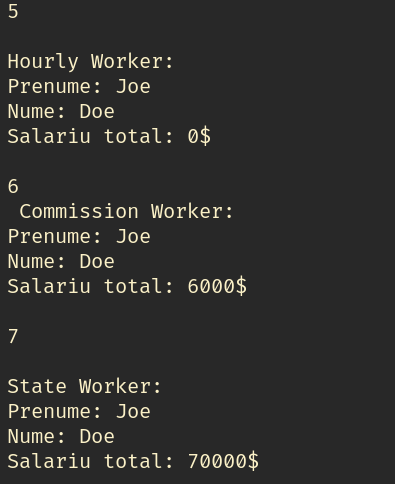 5
Hourly Worker:
Prenume: Joe
Nume: Doe
Salariu total: 0$
6
Commission Worker:
Prenume: Joe
Nume: Doe
Salariu total: 6000$
7
State Worker:
Prenume: Joe
Nume: Doe
Salariu total: 70000$